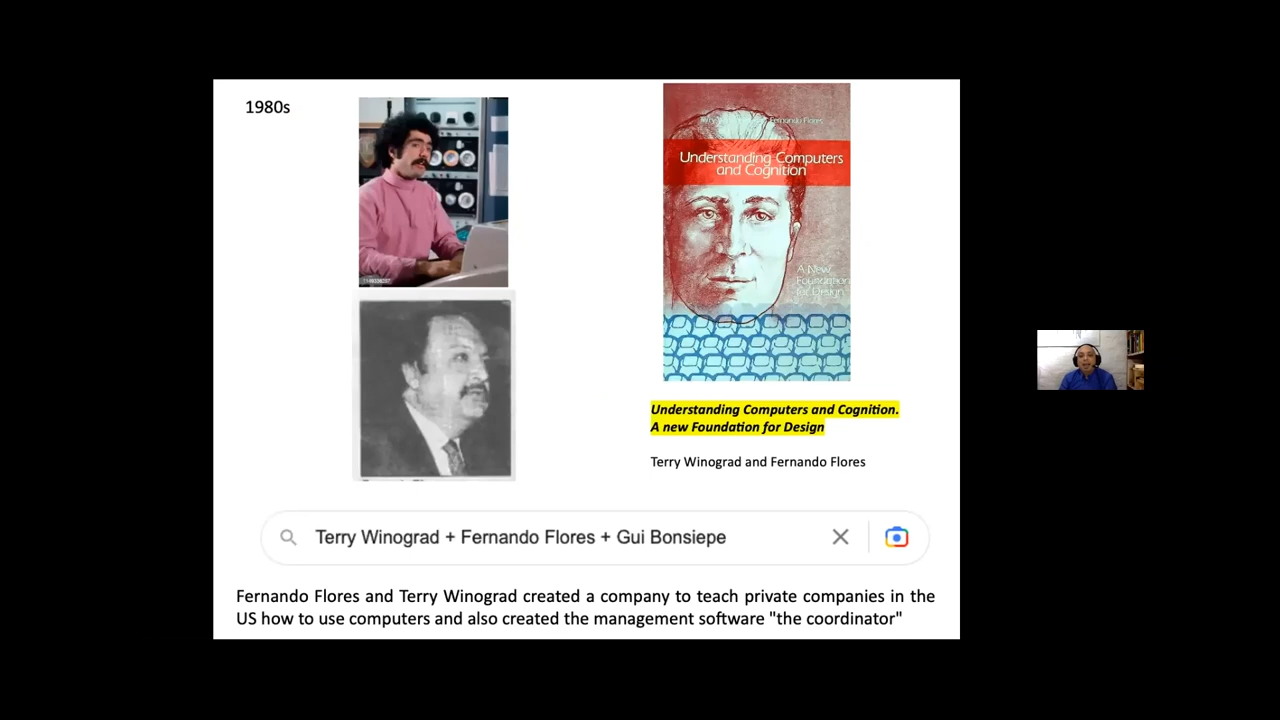 1980s
Understanding Computers
and Cognition
A New
Foundation
for Design
Understanding Computers and Cognition.
A new Foundation for Design
Terry Winograd and Fernando Flores
Terry Winograd + Fernando Flores + Gui Bonsiepe
Fernando Flores and Terry Winograd created a company to teach private companies in the
US how to use computers and also created the management software "the coordinator"